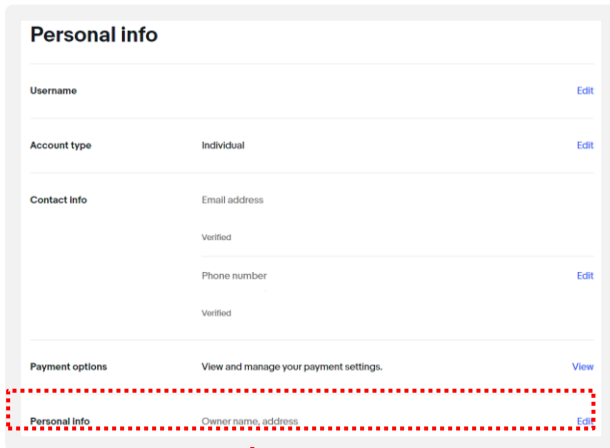 Personal info
Username Edit
Account type Individual Edit
Contact info Email address
Verified
Phone number Edit
Verified
Payment options View and manage your payment settings. View
Personal info Owner name, address Edit